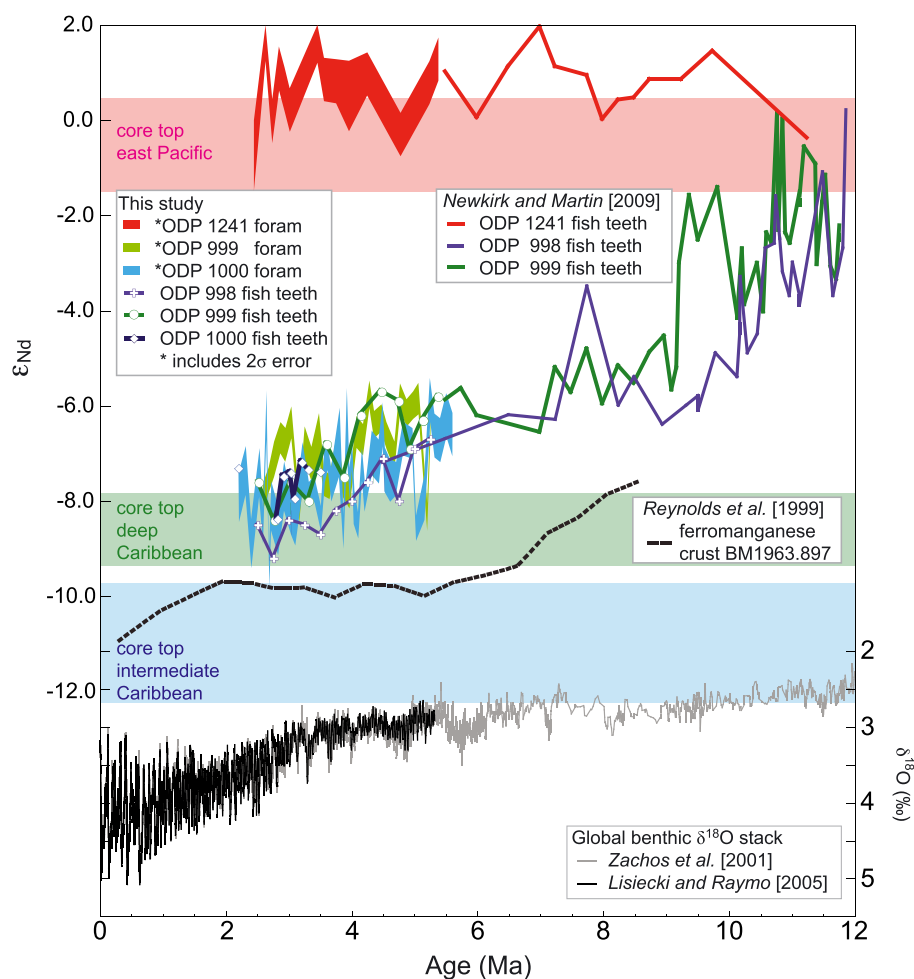 2.0
0.0
-2.0
-4.0
-6.0
-8.0
-10.0
-12.0
εNd
core top
east Pacific
This study
*ODP 1241 foram
*ODP 999 foram
*ODP 1000 foram
ODP 998 fish teeth
ODP 999 fish teeth
ODP 1000 fish teeth
* includes 2σ error
Newkirk and Martin [2009]
ODP 1241 fish teeth
ODP 998 fish teeth
ODP 999 fish teeth
core top
deep
Caribbean
Reynolds et al. [1999]
ferromanganese
crust BM1963.897
core top
intermediate
Caribbean
2
3
4
5
δ18O (‰)
Global benthic δ18O stack
Zachos et al. [2001]
Lisiecki and Raymo [2005]
0 2 4 6 8 10 12
Age (Ma)